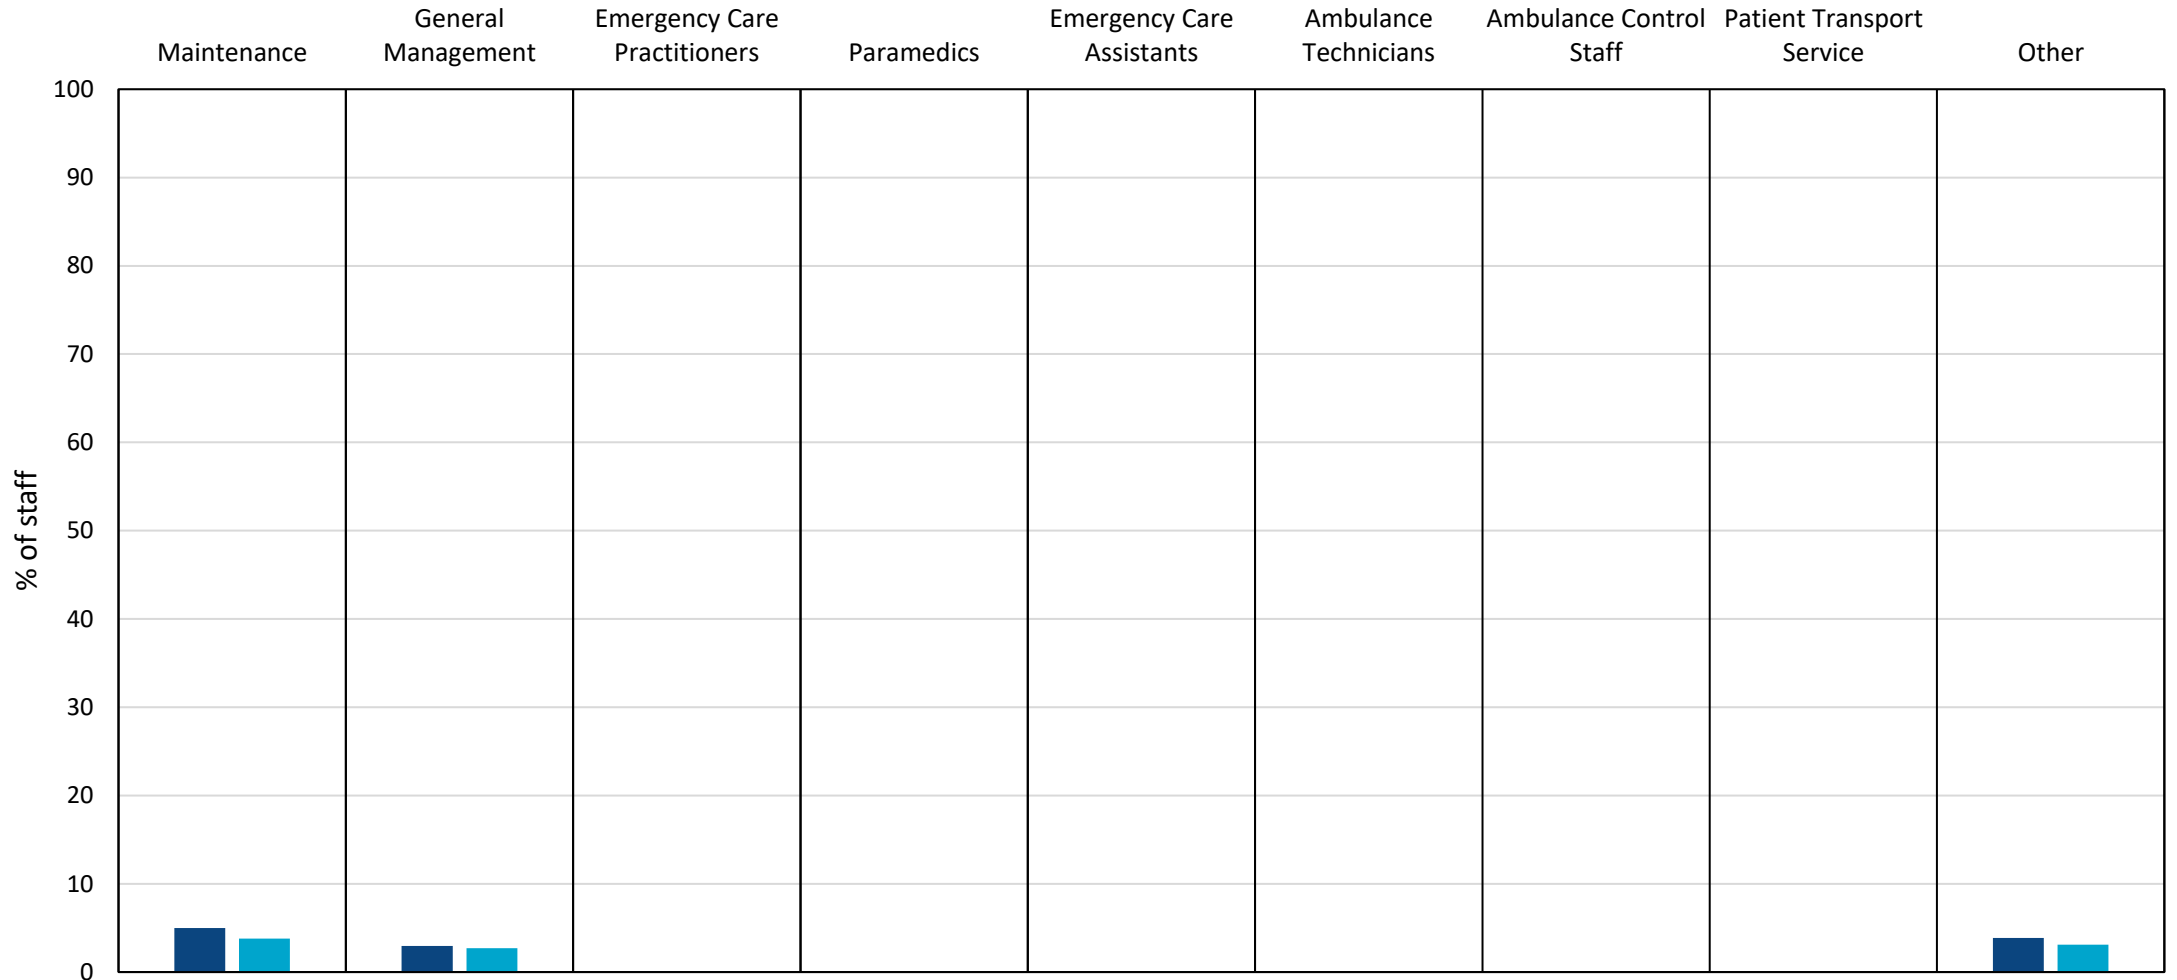 Maintenance
General
Management
Emergency Care
Practitioners
Paramedics
Emergency Care
Assistants
Ambulance
Technicians
Ambulance Control
Staff
Patient Transport
Service
Other
100
90
80
70
60
50
40
30
20
10
0
% of staff